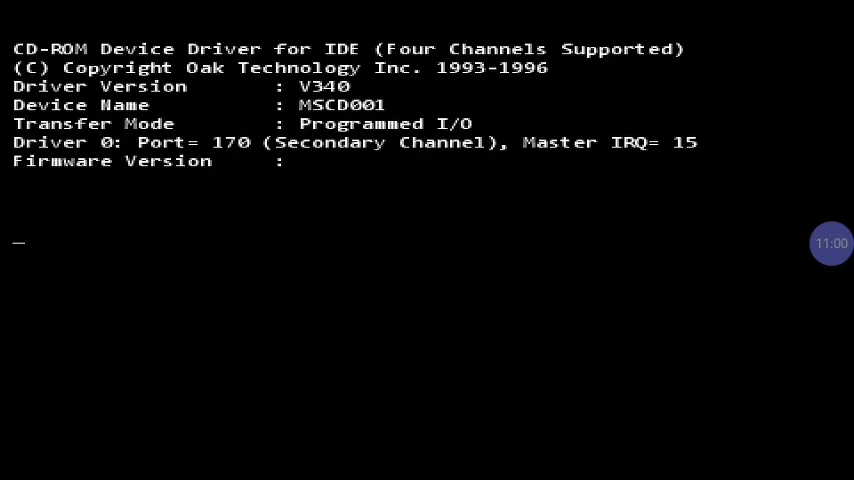 CD-ROM Device Driver for IDE (Four Channels Supported)
(C) Copyright Oak Technology Inc. 1993-1996
Driver Version : V340
Device Name : MSCD001
Transfer Mode : Programmed I/O
Driver 0: Port= 170 (Secondary Channel), Master IRQ= 15
Firmware Version :
_
11:00